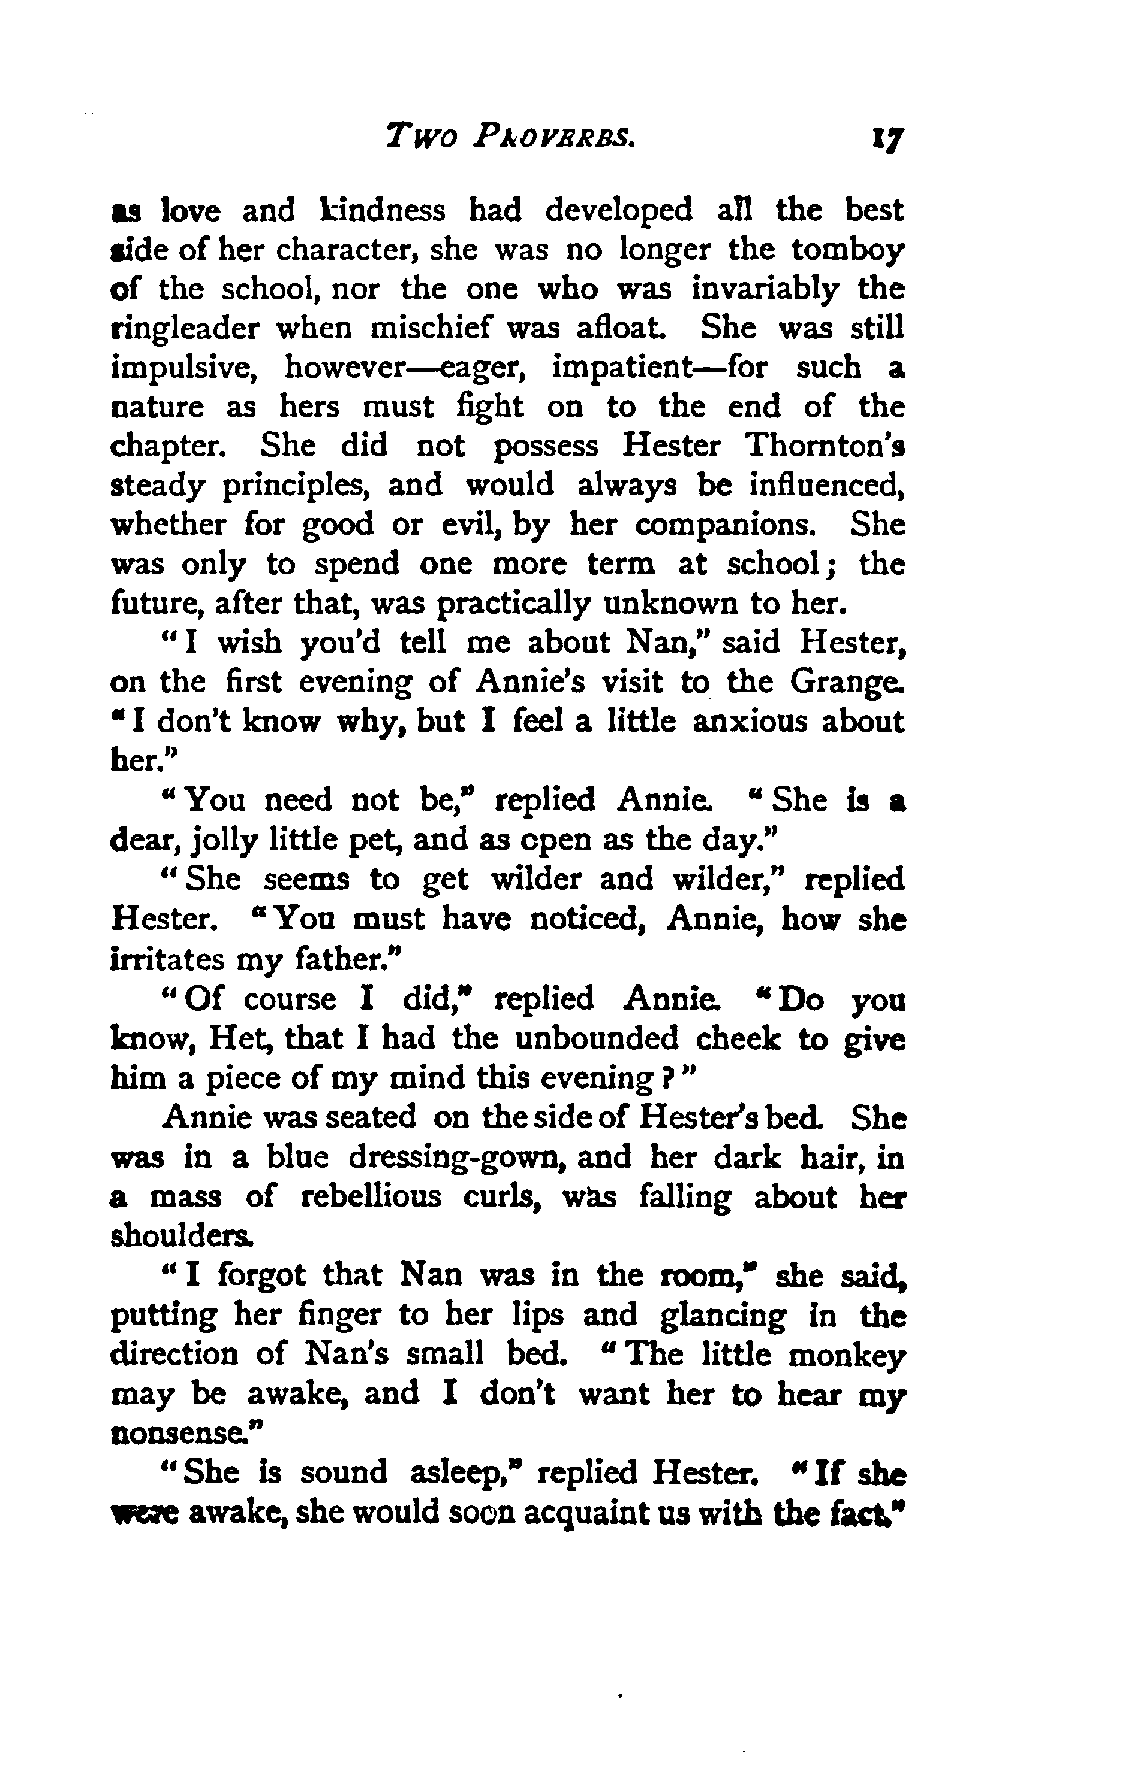 TWO PROVERBS. 17
as love and kindness had developed all the best
side of her character, she was no longer the tomboy
of the school, nor the one who was invariably the
ringleader when mischief was afloat. She was still
impulsive, however—eager, impatient—for such a
nature as hers must fight on to the end of the
chapter. She did not possess Hester Thornton's
steady principles, and would always be influenced,
whether for good or evil, by her companions. She
was only to spend one more term at school; the
future, after that, was practically unknown to her.
"I wish you'd tell me about Nan," said Hester,
on the first evening of Annie's visit to the Grange.
"I don't know why, but I feel a little anxious about
her."
"You need not be," replied Annie. "She is a
dear, jolly little pet, and as open as the day."
"She seems to get wilder and wilder," replied
Hester. "You must have noticed, Annie, how she
irritates my father."
"Of course I did," replied Annie. "Do you
know, Het, that I had the unbounded cheek to give
him a piece of my mind this evening?"
Annie was seated on the side of Hester's bed. She
was in a blue dressing-gown, and her dark hair, in
a mass of rebellious curls, was falling about her
shoulders.
"I forgot that Nan was in the room," she said,
putting her finger to her lips and glancing in the
direction of Nan's small bed. "The little monkey
may be awake, and I don't want her to hear my
nonsense."
"She is sound asleep," replied Hester. "If she
were awake, she would soon acquaint us with the fact."